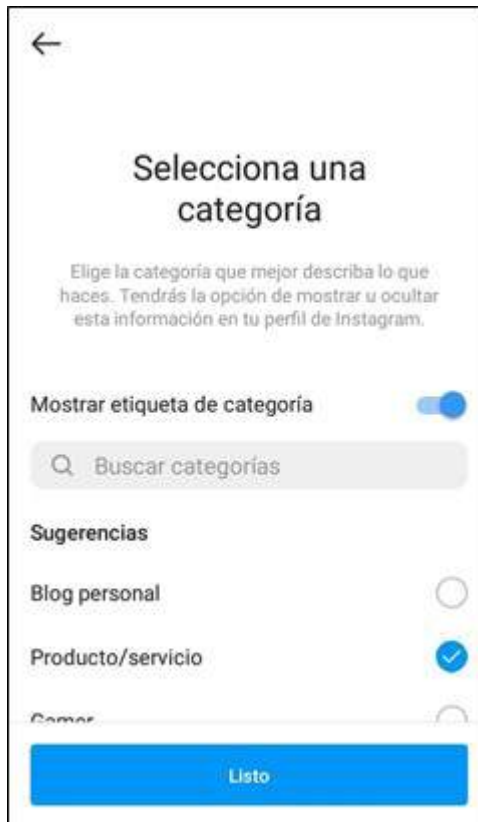 Selecciona una
categoría
Elige la categoría que mejor describa lo que
haces. Tendrás la opción de mostrar u ocultar
esta información en tu perfil de Instagram.
Mostrar etiqueta de categoría
Buscar categorías
Sugerencias
Blog personal
Producto/servicio
Gamer
Listo